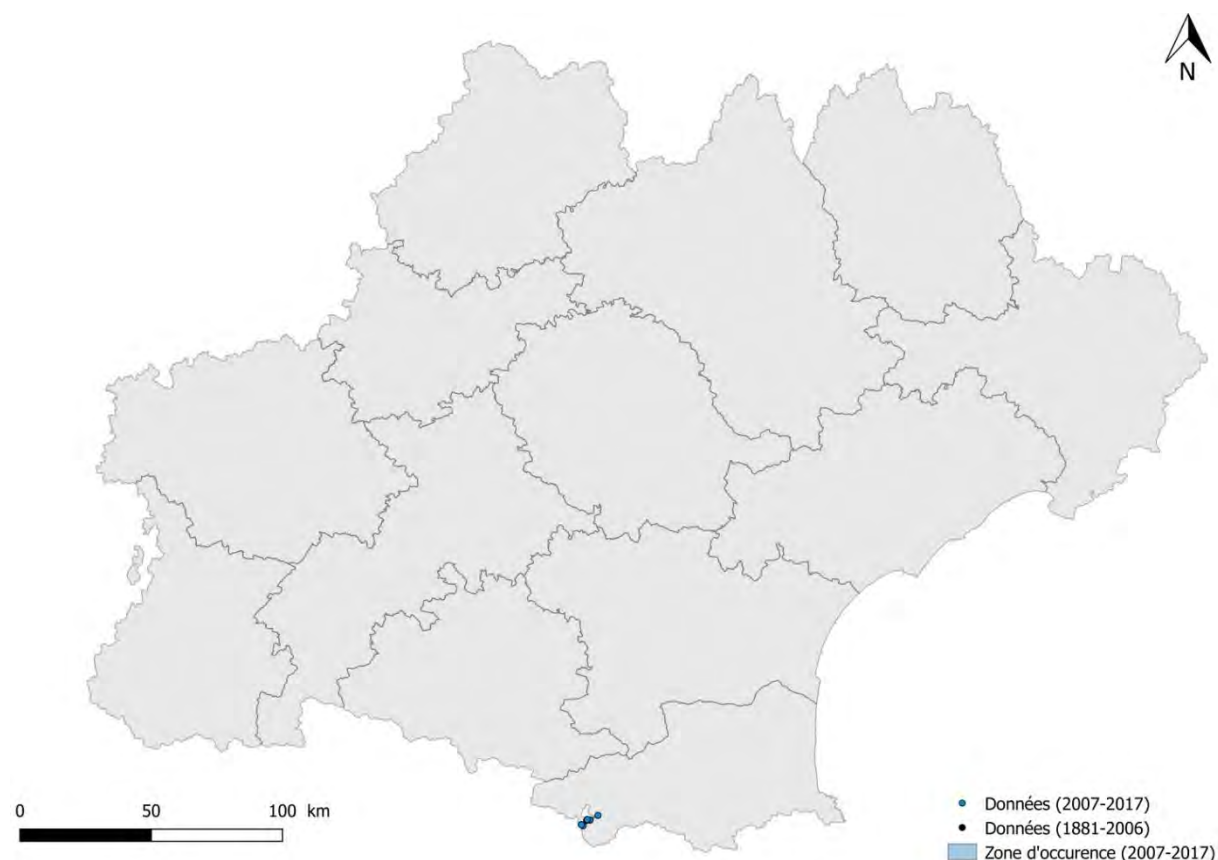 N
0 50 100 km
Données (2007-2017)
Données (1881-2006)
Zone d'occurence (2007-2017)